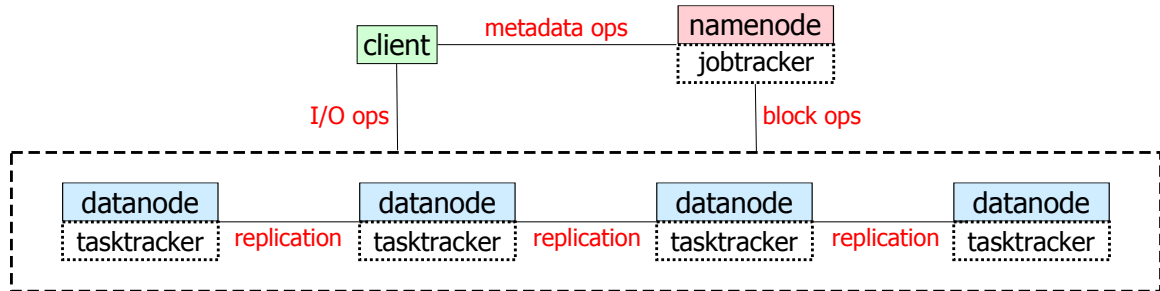 client
metadata ops
namenode
jobtracker
I/O ops
block ops
datanode
datanode
datanode
datanode
tasktracker
replication
tasktracker
replication
tasktracker
replication
tasktracker